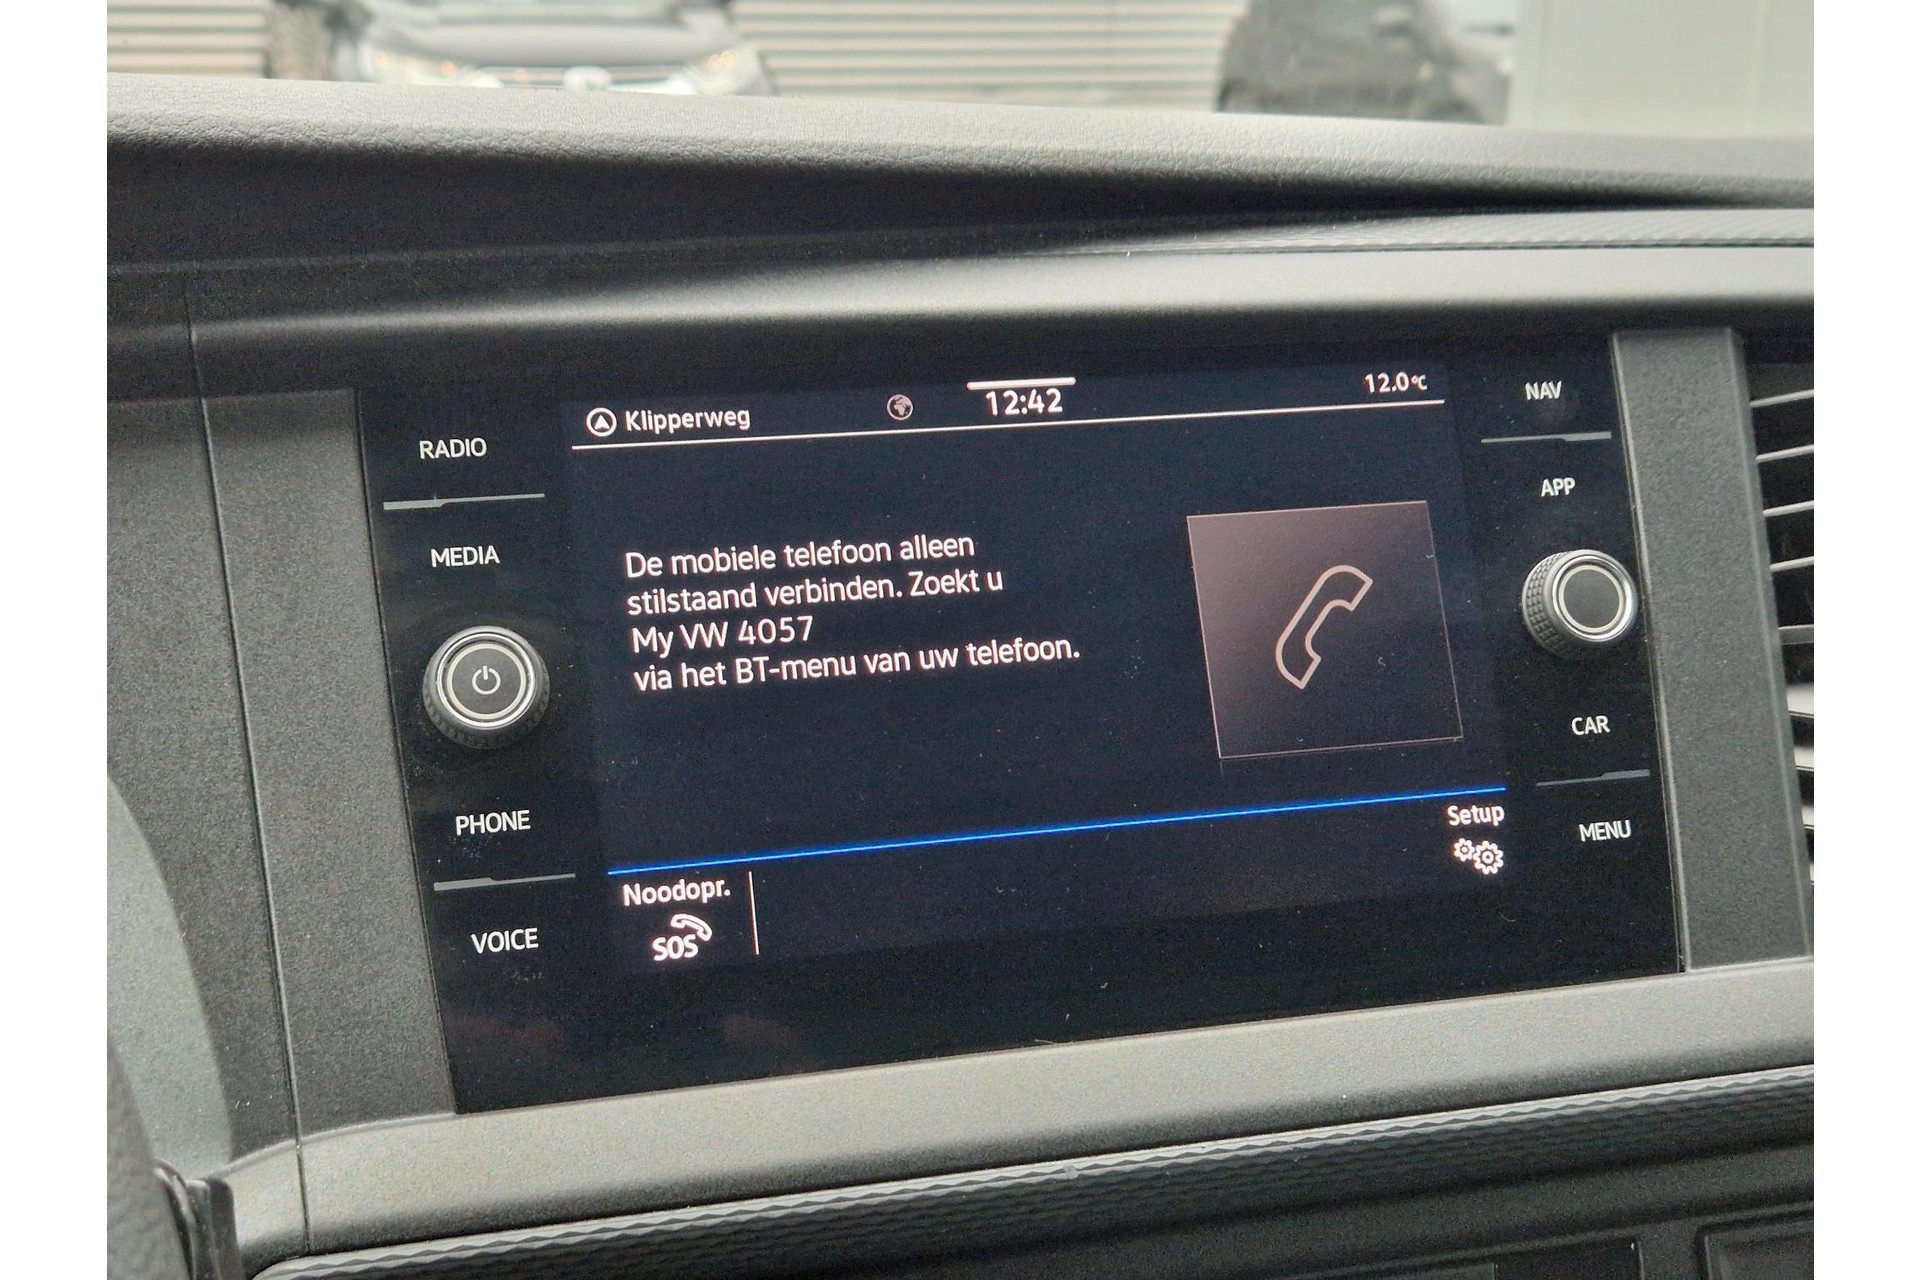 Klipperweg
12:42
12.0°C
NAV
RADIO
APP
MEDIA
De mobiele telefoon alleen
stilstaand verbinden. Zoekt u
My VW 4057
via het BT-menu van uw telefoon.
CAR
PHONE
Setup
MENU
Noodopr.
SOS
VOICE